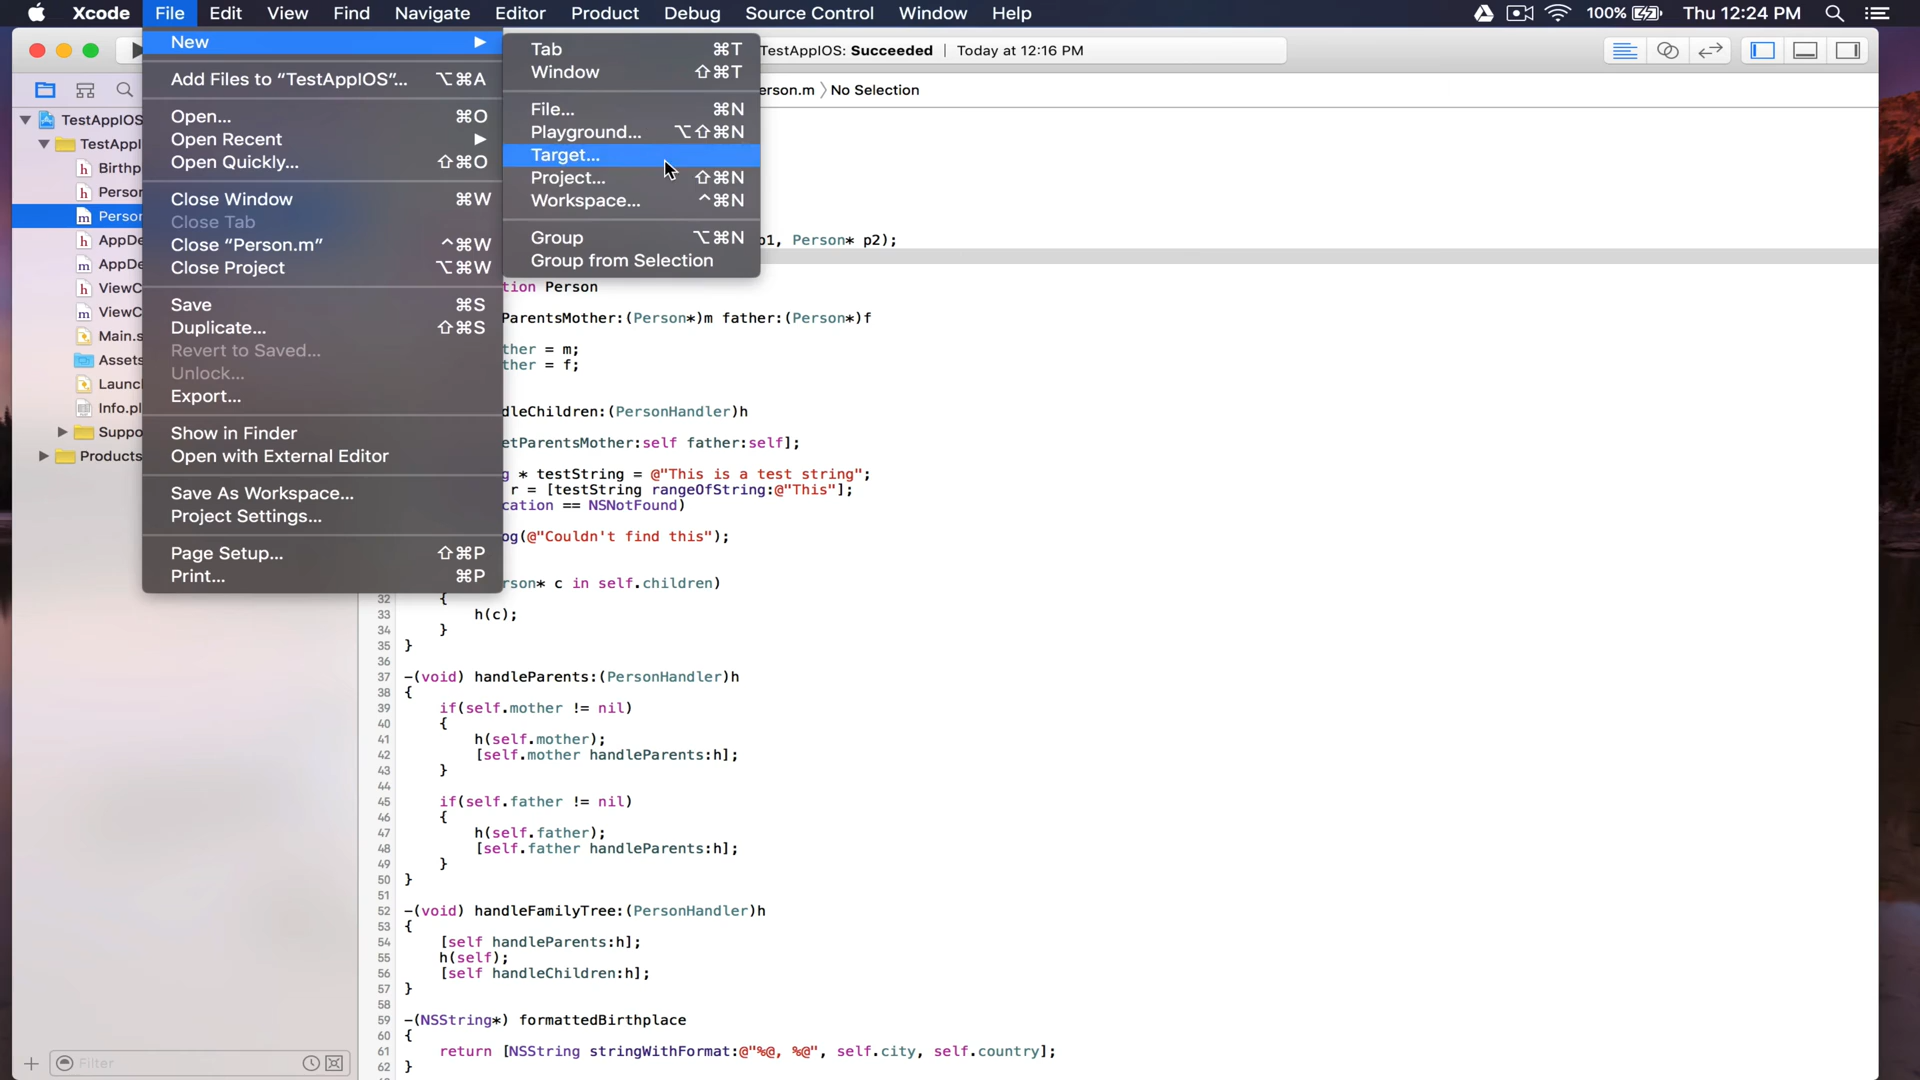 Xcode File Edit View Find Navigate Editor Product Debug Source Control Window Help 100% Thu 12:24 PM
New
Add Files to “TestAppIOS”... ⌥⌘A
Open... ⌘O
Open Recent
Open Quickly... ⇧⌘O
Close Window ⌘W
Close Tab
Close “Person.m” ^⌘W
Close Project ⌥⌘W
Save ⌘S
Duplicate... ⇧⌘S
Revert to Saved...
Unlock...
Export...
Show in Finder
Open with External Editor
Save As Workspace...
Project Settings...
Page Setup... ⇧⌘P
Print... ⌘P
Tab ⌘T
Window ⇧⌘T
File... ⌘N
Playground... ⌥⇧⌘N
Target...
Project... ⇧⌘N
Workspace... ^⌘N
Group ⌥⌘N
Group from Selection
TestAppIOS: Succeeded | Today at 12:16 PM
erson.m No Selection
TestAppIOS
TestAppI
h Birthp
h Person
m Person
h AppDe
m AppDe
h ViewC
m ViewC
Main.s
Assets
Launc
Info.pl
Suppo
Products
Filter
p1, Person* p2);
tion Person
ParentsMother:(Person*)m father:(Person*)f
ther = m;
ther = f;
dleChildren:(PersonHandler)h
etParentsMother:self father:self];
g * testString = @"This is a test string";
r = [testString rangeOfString:@"This"];
cation == NSNotFound)
og(@"Couldn't find this");
rson* c in self.children)
32 {
33 h(c);
34 }
35 }
36
37 -(void) handleParents:(PersonHandler)h
38 {
39 if(self.mother != nil)
40 {
41 h(self.mother);
42 [self.mother handleParents:h];
43 }
44
45 if(self.father != nil)
46 {
47 h(self.father);
48 [self.father handleParents:h];
49 }
50 }
51
52 -(void) handleFamilyTree:(PersonHandler)h
53 {
54 [self handleParents:h];
55 h(self);
56 [self handleChildren:h];
57 }
58
59 -(NSString*) formattedBirthplace
60 {
61 return [NSString stringWithFormat:@"%@, %@", self.city, self.country];
62 }